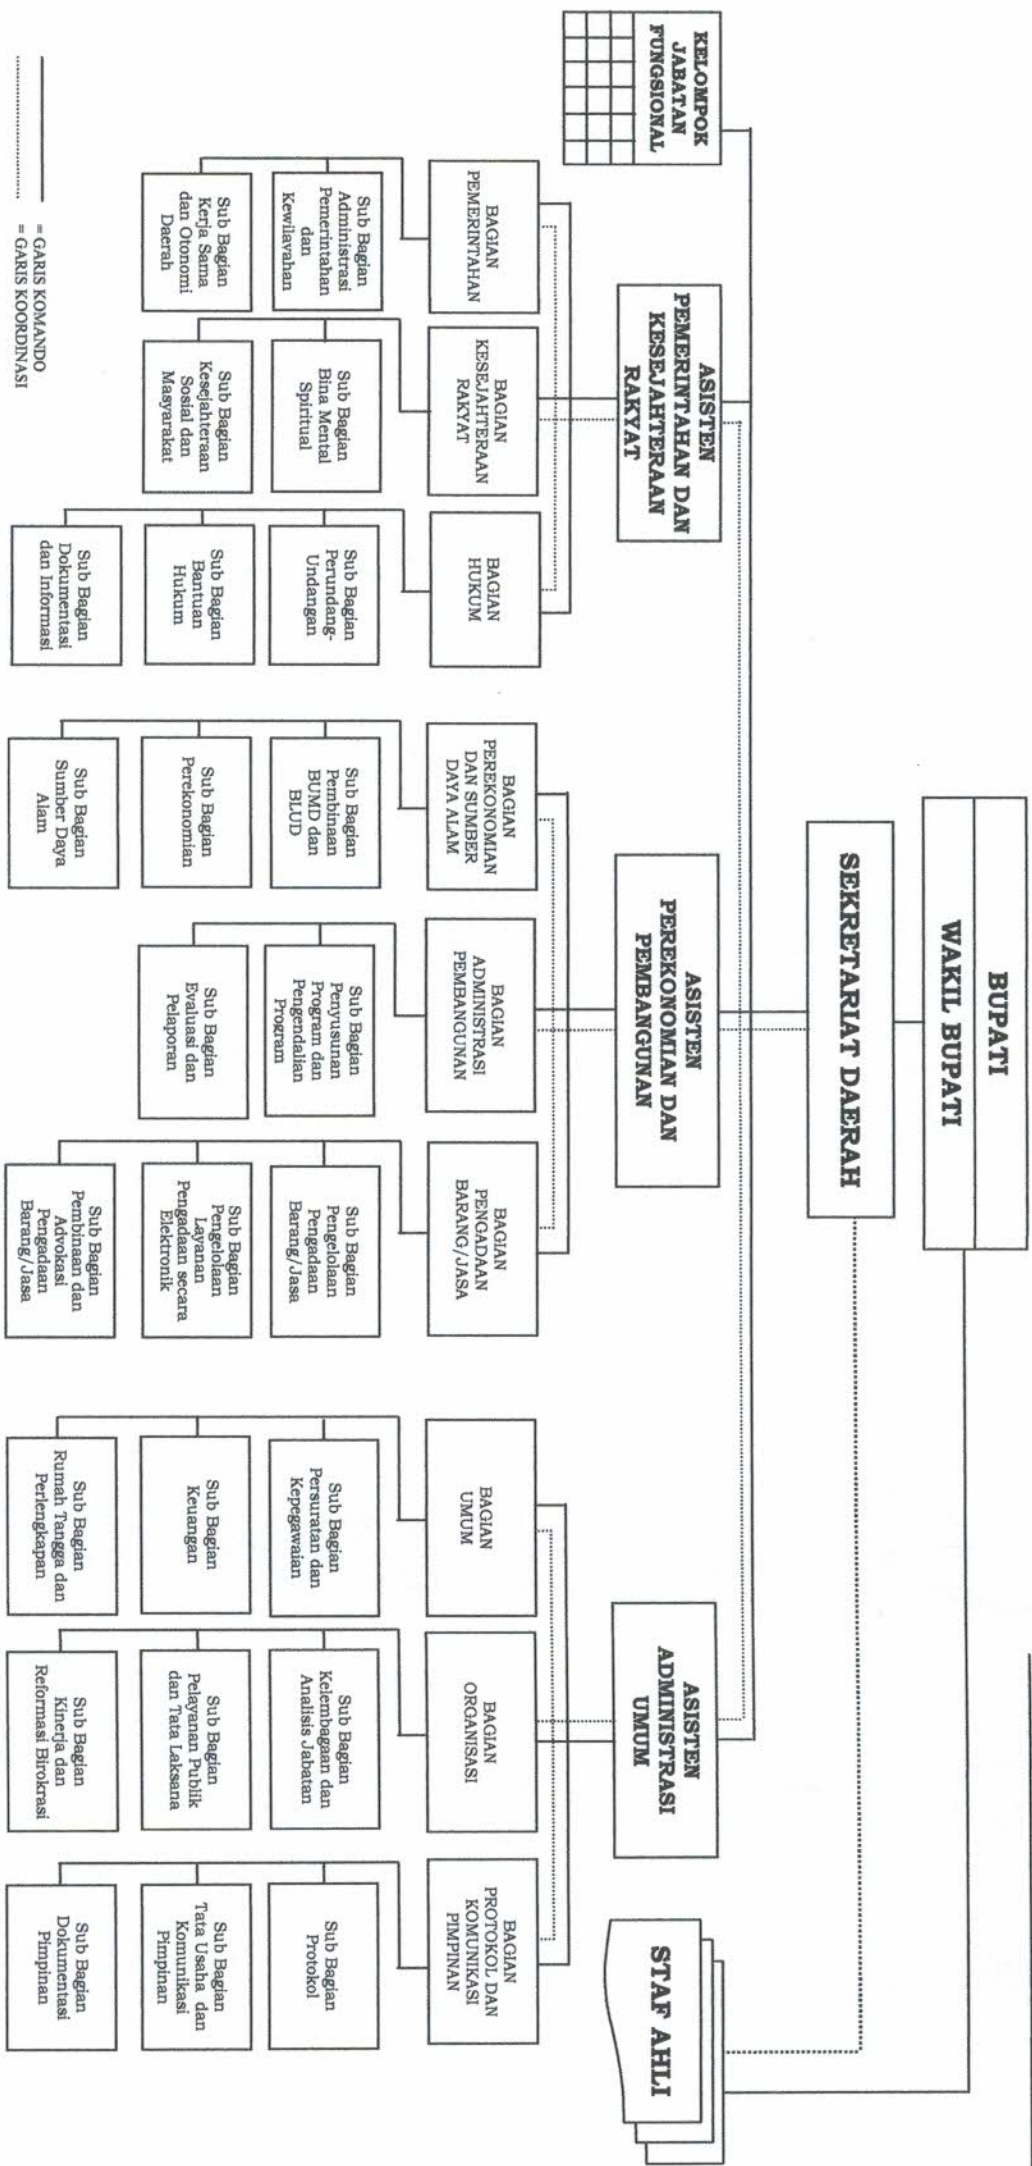 BUPATI
WAKIL BUPATI
SEKRETARIAT DAERAH
STAF AHLI
KELOMPOK
JABATAN
FUNGSIONAL
ASISTEN
PEMERINTAHAN DAN
KESEJAHTERAAN
RAKYAT
ASISTEN
PEREKONOMIAN DAN
PEMBANGUNAN
ASISTEN
ADMINISTRASI
UMUM
BAGIAN
PEMERINTAHAN
Sub Bagian
Administrasi
Pemerintahan
dan
Kewilavahan
Sub Bagian
Kerja Sama
dan Otonomi
Daerah
BAGIAN
KESEJAHTERAAN
RAKYAT
Sub Bagian
Bina Mental
Spiritual
Sub Bagian
Kesejahteraan
Sosial dan
Masyarakat
BAGIAN
HUKUM
Sub Bagian
Perundang-
Undangan
Sub Bagian
Bantuan
Hukum
Sub Bagian
Dokumentasi
dan Informasi
BAGIAN
PEREKONOMIAN
DAN SUMBER
DAYA ALAM
Sub Bagian
Pembinaan
BUMD dan
BLUD
Sub Bagian
Perekonomian
Sub Bagian
Sumber Daya
Alam
BAGIAN
ADMINISTRASI
PEMBANGUNAN
Sub Bagian
Penyusunan
Program dan
Pengendalian
Program
Sub Bagian
Evaluasi dan
Pelaporan
BAGIAN
PENGADAAN
BARANG/JASA
Sub Bagian
Pengelolaan
Pengadaan
Barang/Jasa
Sub Bagian
Pengelolaan
Layanan
Pengadaan secara
Elektronik
Sub Bagian
Pembinaan dan
Advokasi
Pengadaan
Barang/Jasa
BAGIAN
UMUM
Sub Bagian
Persuratan dan
Kepegawaian
Sub Bagian
Keuangan
Sub Bagian
Rumah Tangga dan
Perlengkapan
BAGIAN
ORGANISASI
Sub Bagian
Kelembagaan dan
Analisis Jabatan
Sub Bagian
Pelayanan Publik
dan Tata Laksana
Sub Bagian
Kinerja dan
Reformasi Birokrasi
BAGIAN
PROTOKOL DAN
KOMUNIKASI
PIMPINAN
Sub Bagian
Protokol
Sub Bagian
Tata Usaha dan
Komunikasi
Pimpinan
Sub Bagian
Dokumentasi
Pimpinan
= GARIS KOMANDO
= GARIS KOORDINASI